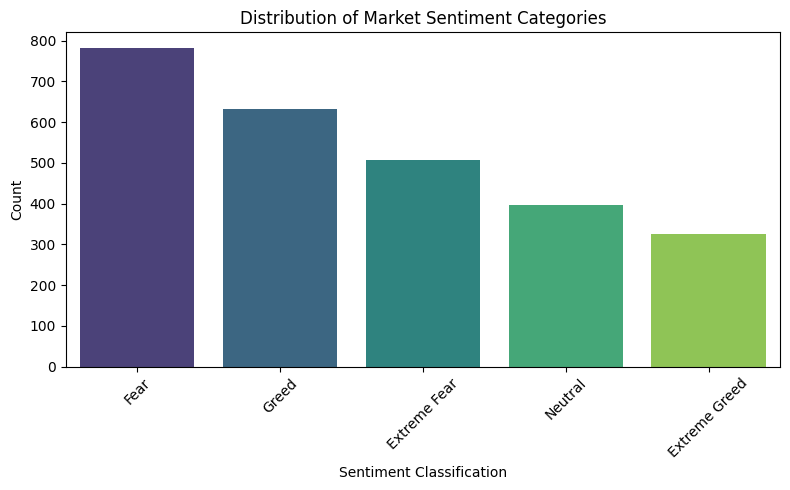 Distribution of Market Sentiment Categories
800
700
600
500
400
300
200
100
0
Count
Fear
Greed
Extreme Fear
Neutral
Extreme Greed
Sentiment Classification